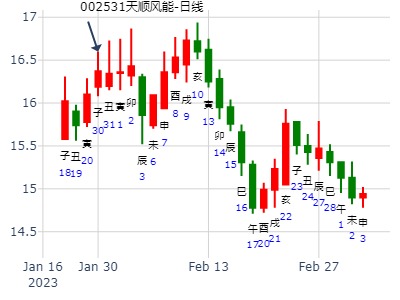 002531天顺风能-日线
17
16.5
16
15.5
15
14.5
子
18
丑
19
寅
20
子
30
丑
31
寅
1
卯
2
辰
3
未
6
申
7
酉
8
戌
9
亥
10
寅
13
卯
14
辰
15
巳
16
午
17
酉
20
戌
21
亥
22
子
23
丑
24
辰
27
巳
28
午
1
未
2
申
3
Jan 16
2023
Jan 30
Feb 13
Feb 27